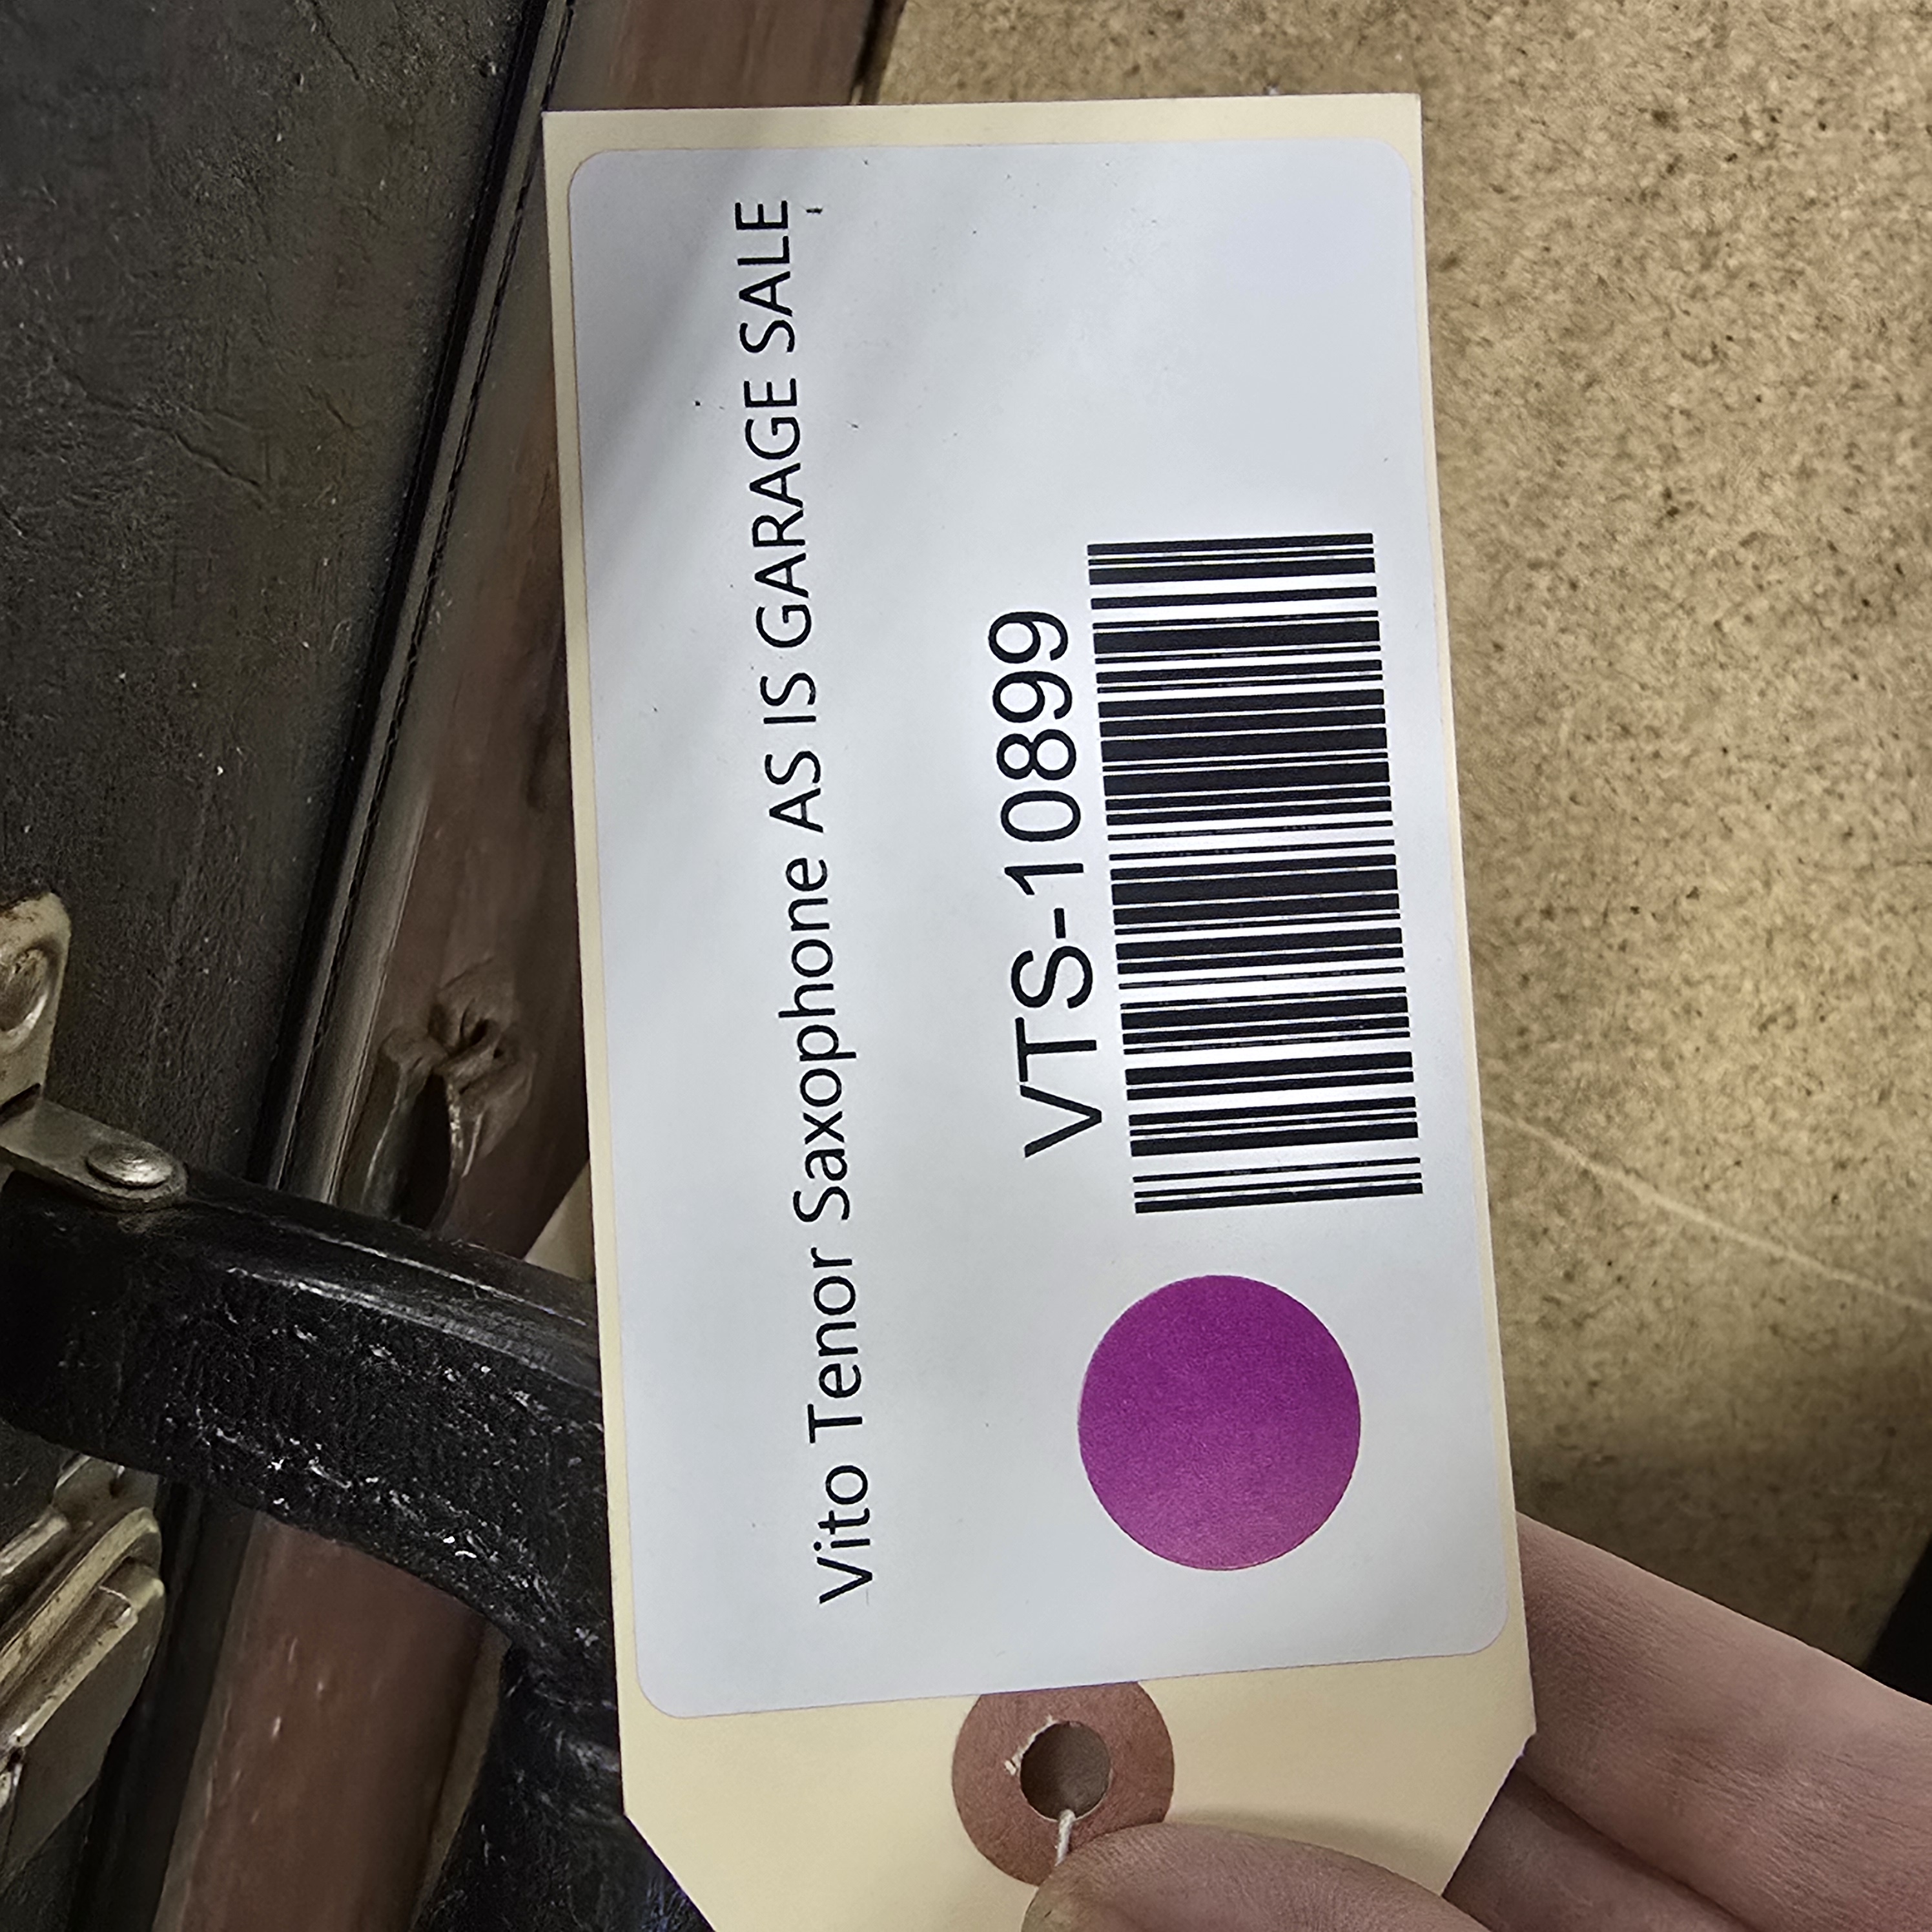 Vito Tenor Saxophone AS IS GARAGE SALE
VTS-10899